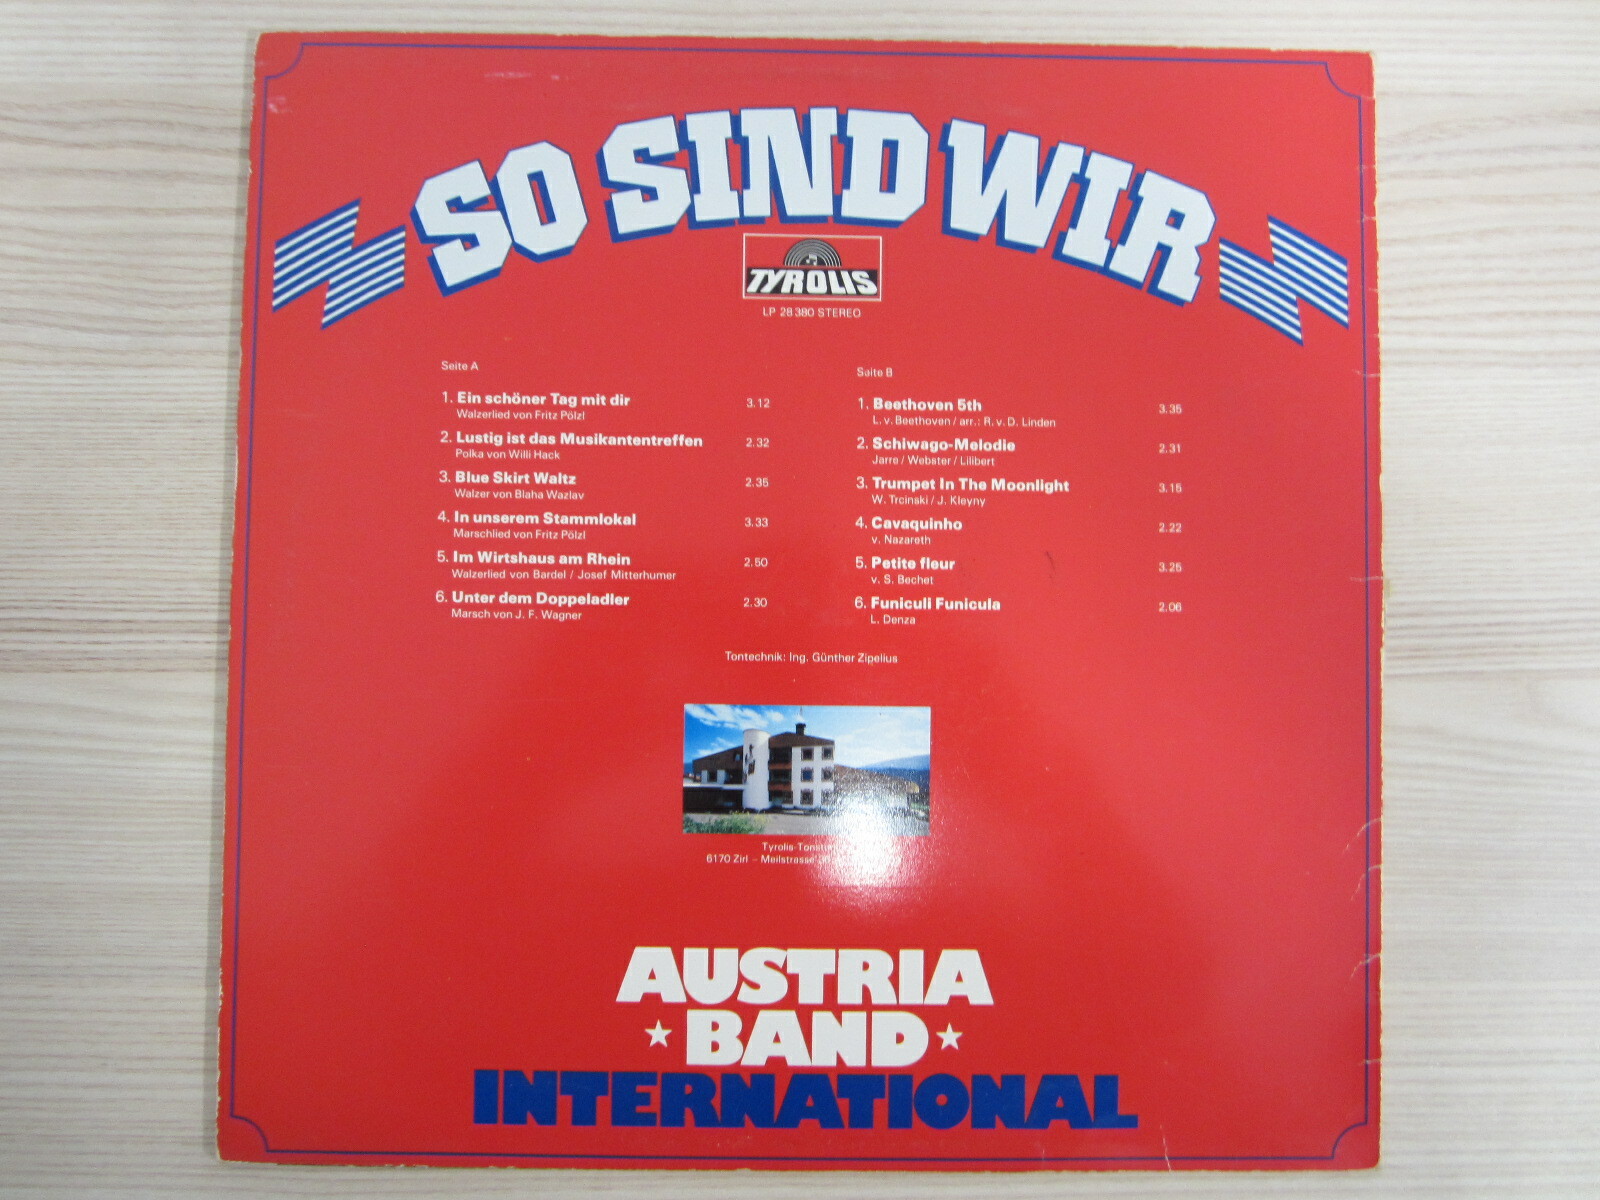 SO SIND WIR
TYROLIS
LP 28 380 STEREO
Seite A
1. Ein schöner Tag mit dir 3.12
Walzerlied von Fritz Pölzl
2. Lustig ist das Musikantentreffen 2.32
Polka von Willi Hack
3. Blue Skirt Waltz 2.35
Walzer von Blaha Wazlav
4. In unserem Stammlokal 3.33
Marschlied von Fritz Pölzl
5. Im Wirtshaus am Rhein 2.50
Walzerlied von Bardel / Josef Mitterhumer
6. Unter dem Doppeladler 2.30
Marsch von J. F. Wagner
Seite B
1. Beethoven 5th 3.35
L. v. Beethoven / arr.: R. v. D. Linden
2. Schiwago-Melodie 2.31
Jarre / Webster / Lilibert
3. Trumpet In The Moonlight 3.15
W. Trcinski / J. Kleyny
4. Cavaquinho 2.22
v. Nazareth
5. Petite fleur 3.25
v. S. Bechet
6. Funiculi Funicula 2.06
L. Denza
Tontechnik: Ing. Günther Zipelius
6170 Zirl – Meilstrasse
AUSTRIA
BAND
INTERNATIONAL